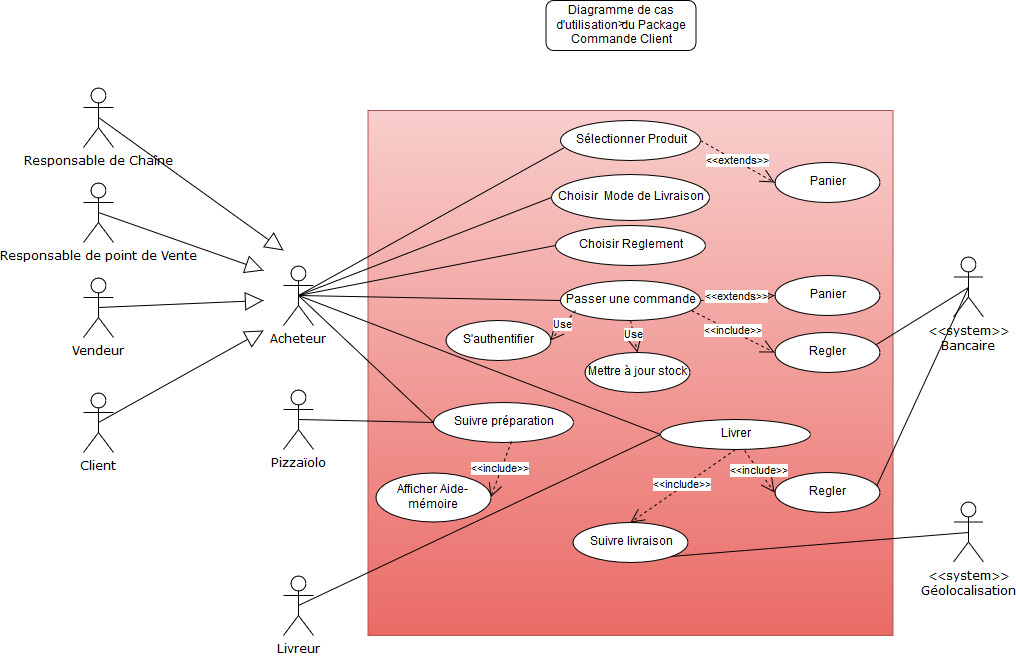 Diagramme de cas
d'utilisation du Package
Commande Client
Responsable de Chaîne
Sélectionner Produit
<<extends>>
Panier
Choisir Mode de Livraison
Responsable de point de Vente
Choisir Reglement
Passer une commande
<<extends>>
Panier
Acheteur
Vendeur
Use
S'authentifier
Use
<<include>>
Regler
<<system>>
Bancaire
Mettre à jour stock
Client
Pizzaïolo
Suivre préparation
Livrer
<<include>>
<<include>>
<<include>>
Afficher Aide-
mémoire
Regler
Suivre livraison
<<system>>
Géolocalisation
Livreur